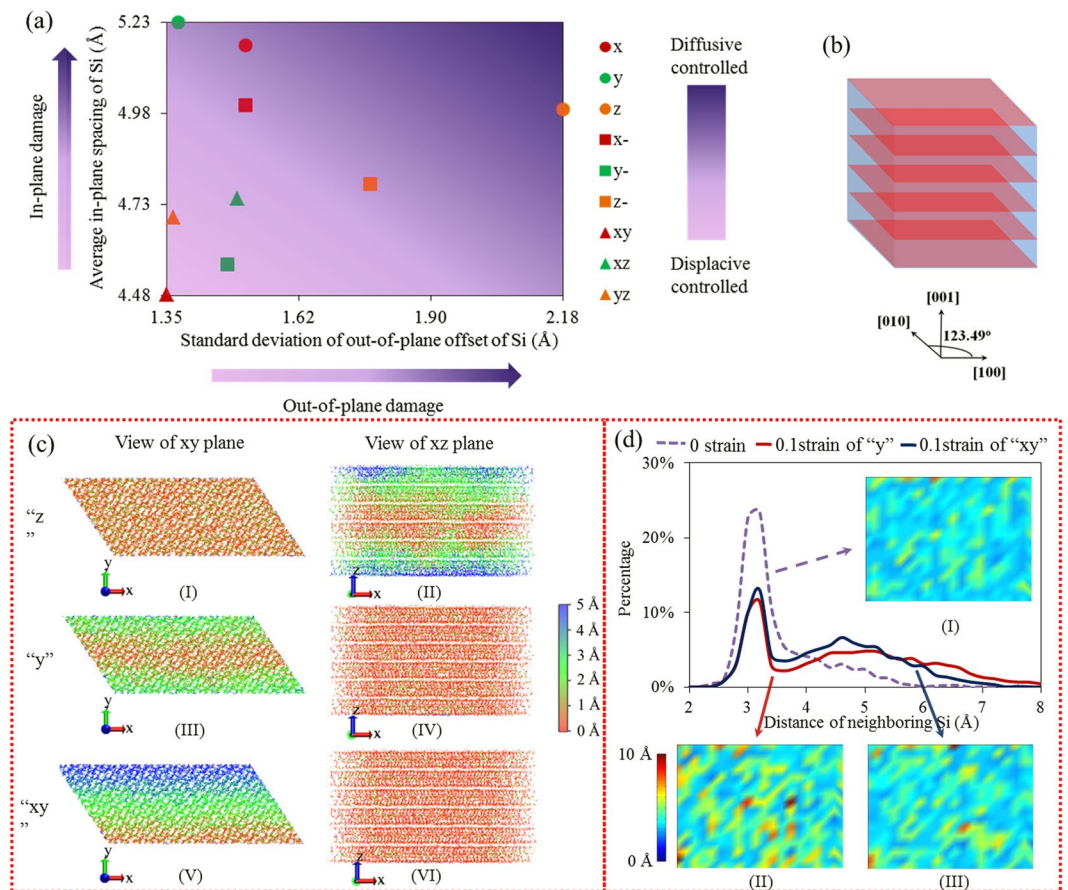 (a)
In-plane damage
Average in-plane spacing of Si (Å)
5.23
4.98
4.73
4.48
1.35
1.62
1.90
2.18
Standard deviation of out-of-plane offset of Si (Å)
Out-of-plane damage
x
y
z
x-
y-
z-
xy
xz
yz
Diffusive
controlled
Displacive
controlled
(b)
[001]
[010]
123.49°
[100]
(c)
View of xy plane
View of xz plane
“z
”
y
x
(I)
z
x
(II)
“y”
y
x
(III)
z
x
(IV)
5 Å
4 Å
3 Å
2 Å
1 Å
0 Å
“xy
”
y
x
(V)
z
x
(VI)
(d)
0 strain
0.1strain of “y”
0.1strain of “xy”
Percentage
30%
20%
10%
0%
2
3
4
5
6
7
8
Distance of neighboring Si (Å)
(I)
10 Å
0 Å
(II)
(III)